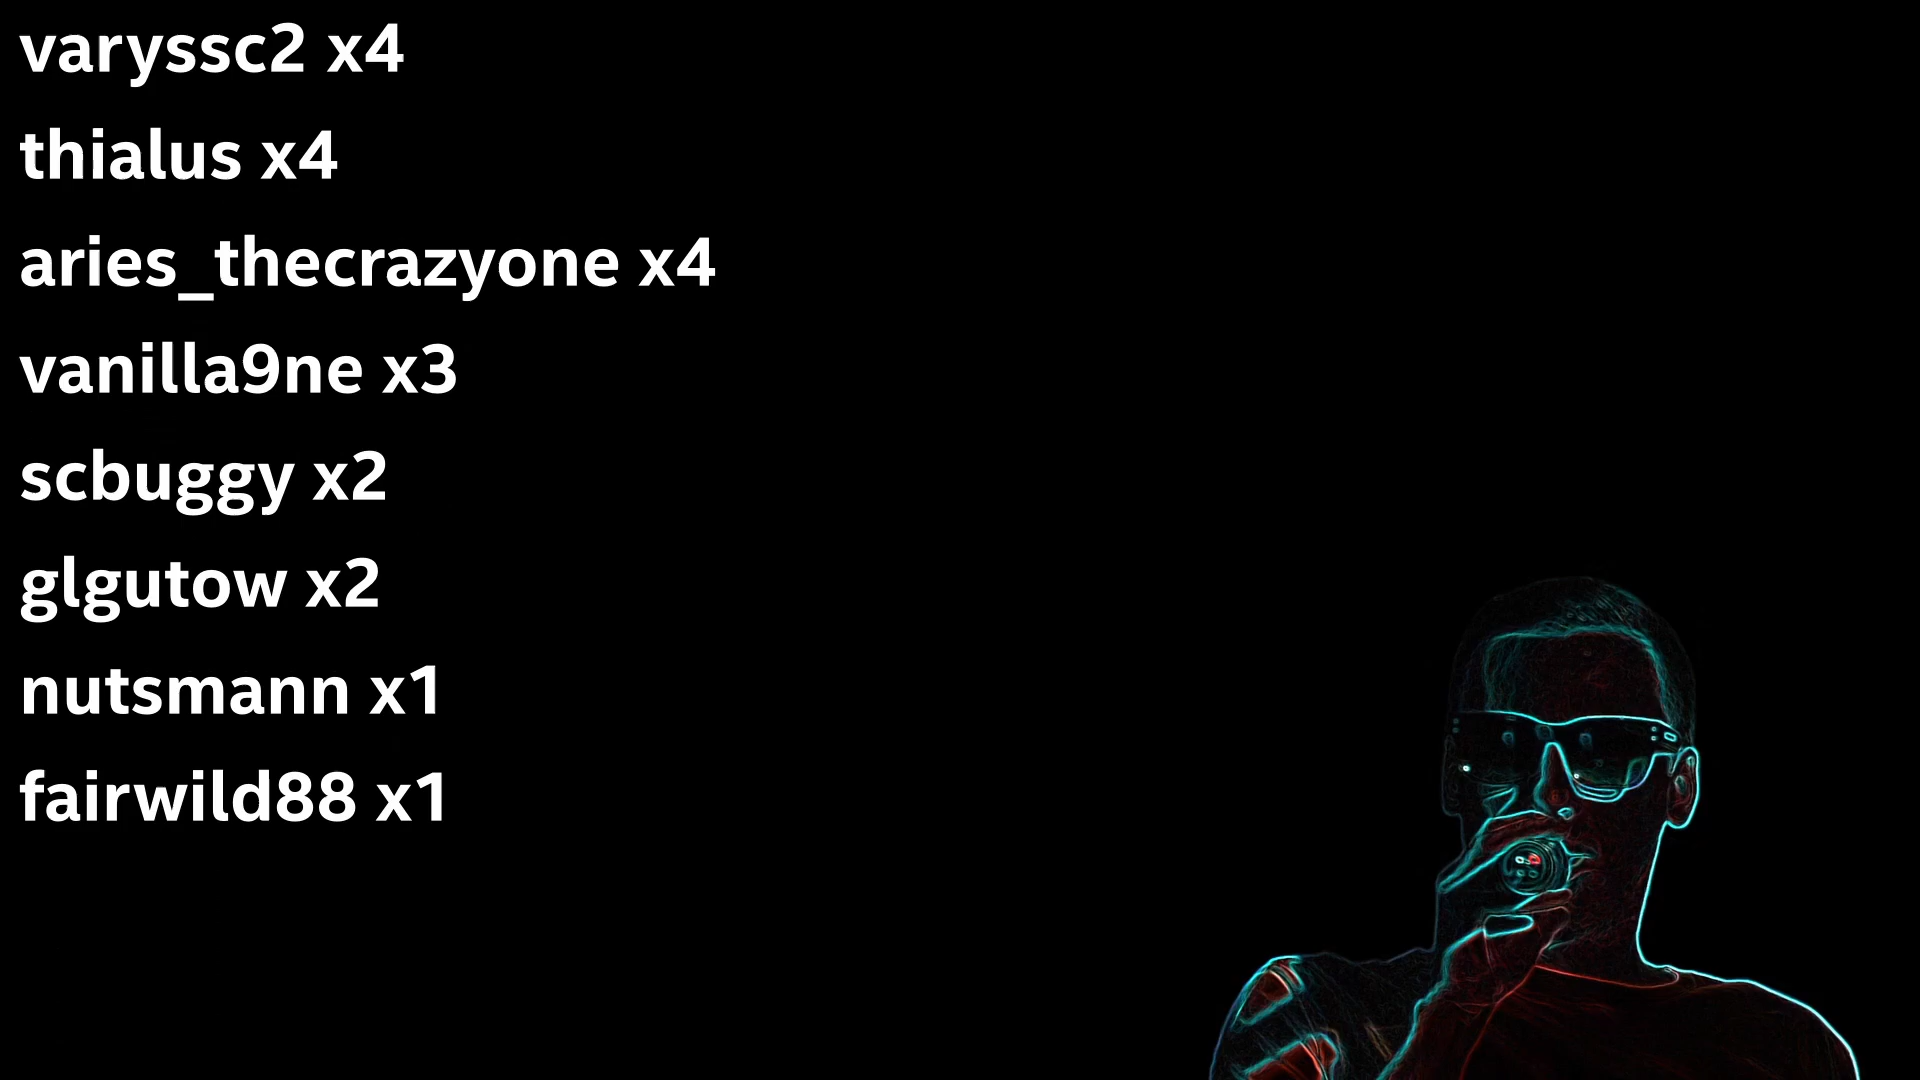 varyssc2 x4
thialus x4
aries_thecrazyone x4
vanilla9ne x3
scbuggy x2
glgutow x2
nutsmann x1
fairwild88 x1